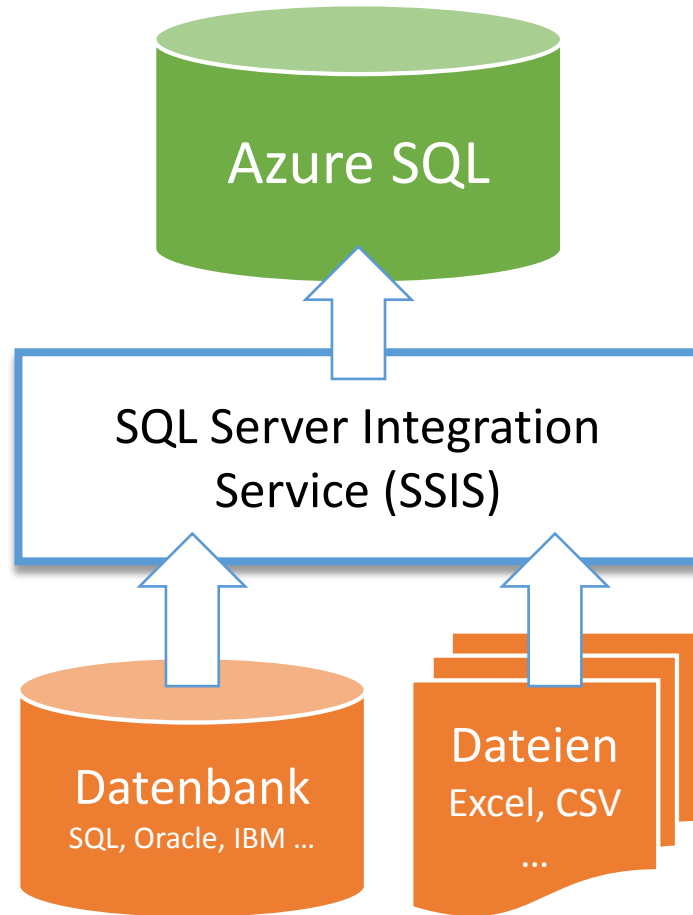 Azure SQL
SQL Server Integration
Service (SSIS)
Datenbank
SQL, Oracle, IBM ...
Dateien
Excel, CSV
...